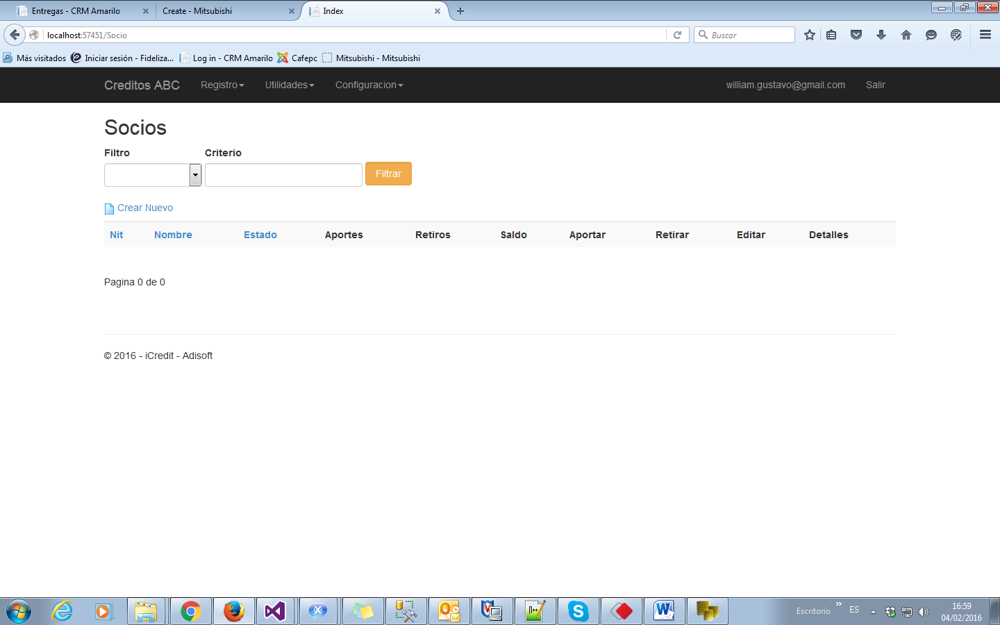 Entregas - CRM Amarilo
Create - Mitsubishi
Index
localhost:57451/Socio
Buscar
Más visitados
Iniciar sesión - Fideliza...
Log in - CRM Amarilo
Cafepc
Mitsubishi - Mitsubishi
Creditos ABC
Registro
Utilidades
Configuracion
william.gustavo@gmail.com
Salir
Socios
Filtro
Criterio
Filtrar
Crear Nuevo
Nit
Nombre
Estado
Aportes
Retiros
Saldo
Aportar
Retirar
Editar
Detalles
Pagina 0 de 0
© 2016 - iCredit - Adisoft
Escritorio
ES
16:59
04/02/2016